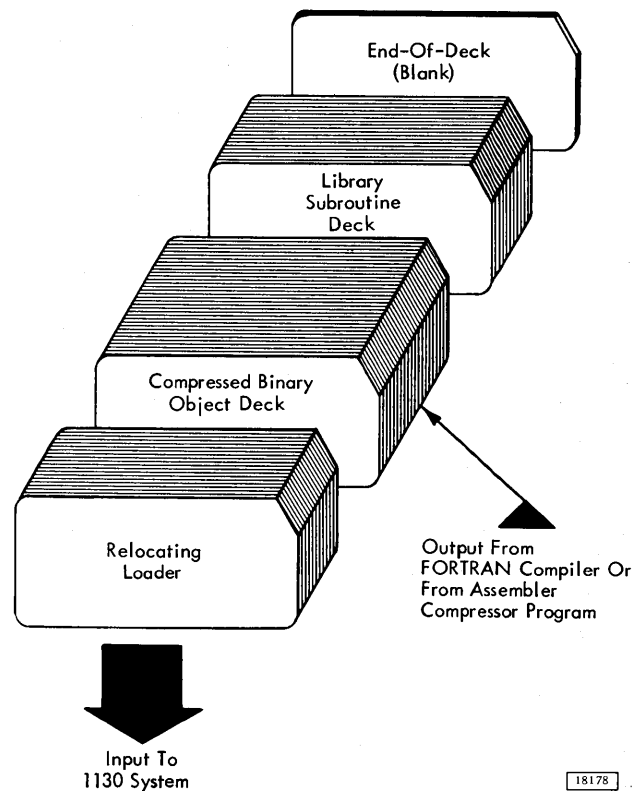 End-Of-Deck
(Blank)
Library
Subroutine
Deck
Compressed Binary
Object Deck
Relocating
Loader
Output From
FORTRAN Compiler Or
From Assembler
Compressor Program
Input To
1130 System
18178